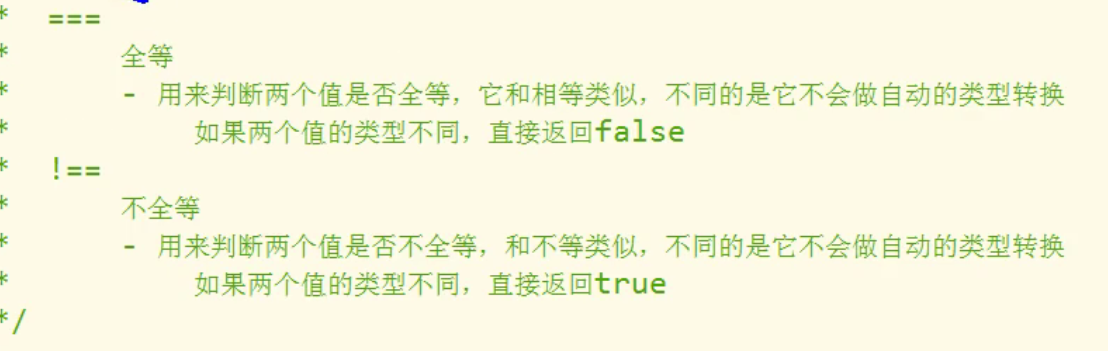 * ===
* 全等
* - 用来判断两个值是否全等，它和相等类似，不同的是它不会做自动的类型转换
* 如果两个值的类型不同，直接返回false
* !==
* 不全等
* - 用来判断两个值是否不全等，和不等类似，不同的是它不会做自动的类型转换
* 如果两个值的类型不同，直接返回true
*/